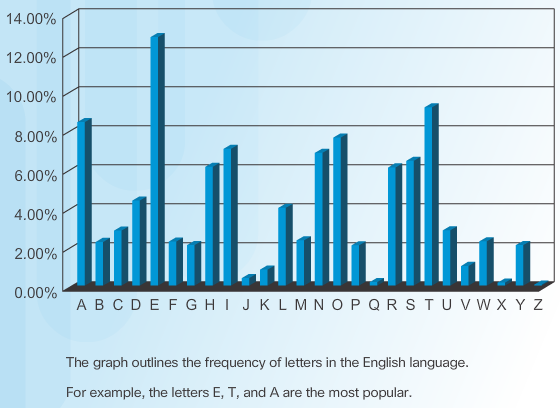 14.00%
12.00%
10.00%
8.00%
6.00%
4.00%
2.00%
0.00%
A B C D E F G H I J K L M N O P Q R S T U V W X Y Z
The graph outlines the frequency of letters in the English language.
For example, the letters E, T, and A are the most popular.